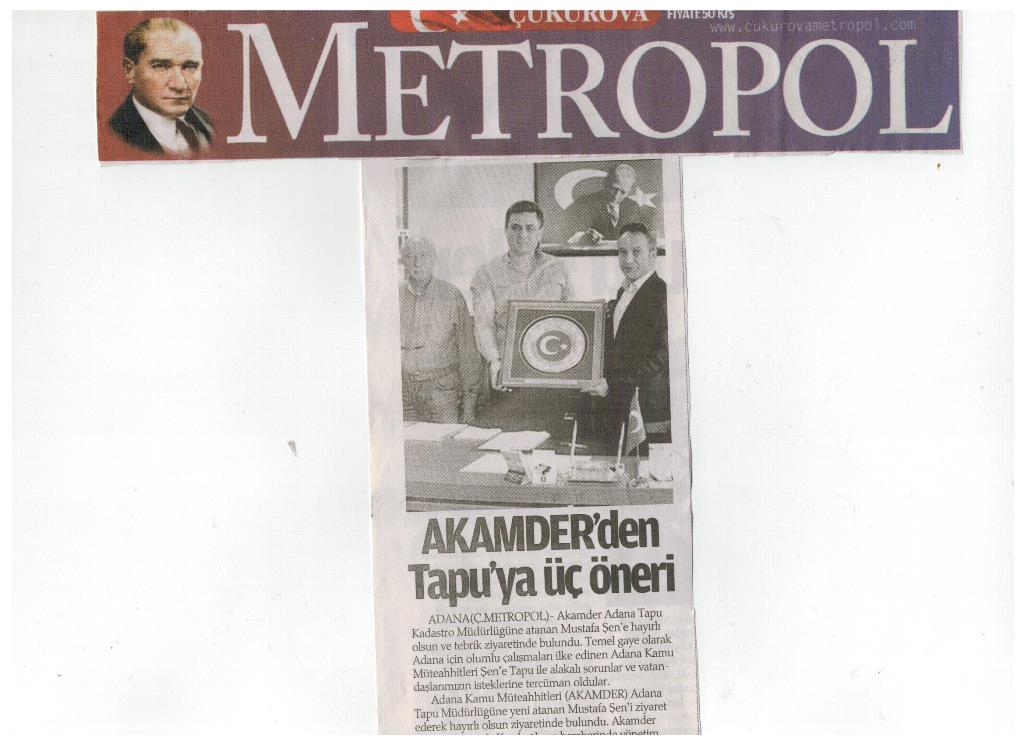 ÇUKUROVA
FİYATE 50 KRŞ
www.cukurovametropol.com
METROPOL
AKAMDER'den
Tapu'ya üç öneri
ADANA(Ç.METROPOL)- Akamder Adana Tapu
Kadastro Müdürlüğüne atanan Mustafa Şen'e hayırlı
olsun ve tebrik ziyaretinde bulundu. Temel gaye olarak
Adana için olumlu çalışmaları ilke edinen Adana Kamu
Müteahhitleri Şen'e Tapu ile alakalı sorunlar ve vatan-
daşlarımızın isteklerine tercüman oldular.
Adana Kamu Müteahhitleri (AKAMDER) Adana
Tapu Müdürlüğüne yeni atanan Mustafa Şen'i ziyaret
ederek hayırlı olsun ziyaretinde bulundu. Akamder
beraberinde yönetim